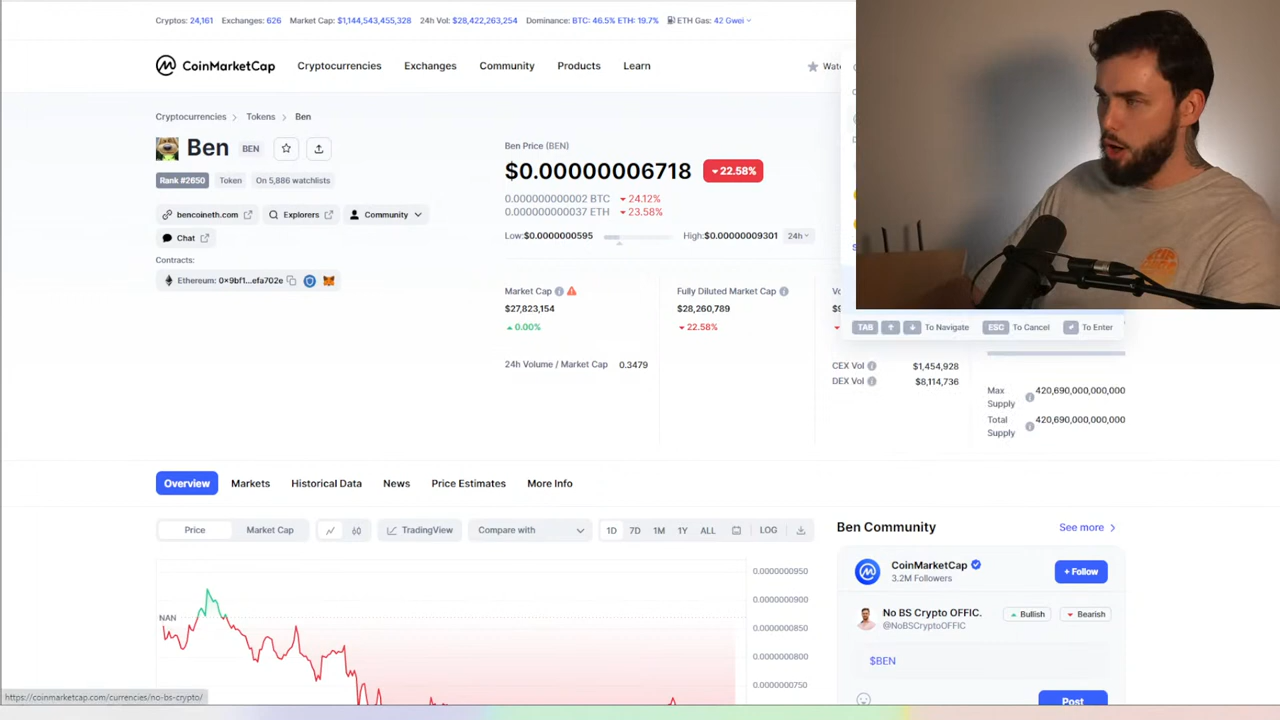 Cryptos: 24,161 Exchanges: 626 Market Cap: $1,144,543,455,328 24h Vol: $28,422,263,254 Dominance: BTC: 46.5% ETH: 19.7% ETH Gas: 42 Gwei
CoinMarketCap Cryptocurrencies Exchanges Community Products Learn
Cryptocurrencies > Tokens > Ben
Ben BEN
Rank #2650 Token On 5,886 watchlists
bencoineth.com Explorers Community
Chat
Contracts:
Ethereum: 0x9bf1...efa702e
Ben Price (BEN)
$0.00000006718 22.58%
0.000000000002 BTC 24.12%
0.000000000037 ETH 23.58%
Low:$0.0000000595 High:$0.00000009301 24h
Market Cap
$27,823,154
0.00%
24h Volume / Market Cap 0.3479
Fully Diluted Market Cap
$28,260,789
22.58%
TAB To Navigate ESC To Cancel To Enter
CEX Vol $1,454,928
DEX Vol $8,114,736
Max Supply 420,690,000,000,000
Total Supply 420,690,000,000,000
Overview Markets Historical Data News Price Estimates More Info
Price Market Cap TradingView Compare with 1D 7D 1M 1Y ALL LOG
0.0000000950
0.0000000900
NAN
0.0000000850
0.0000000800
0.0000000750
Ben Community See more >
CoinMarketCap
3.2M Followers
+ Follow
No BS Crypto OFFIC. Bullish Bearish
@NoBSCryptoOFFIC
$BEN
Post
https://coinmarketcap.com/currencies/no-bs-crypto/